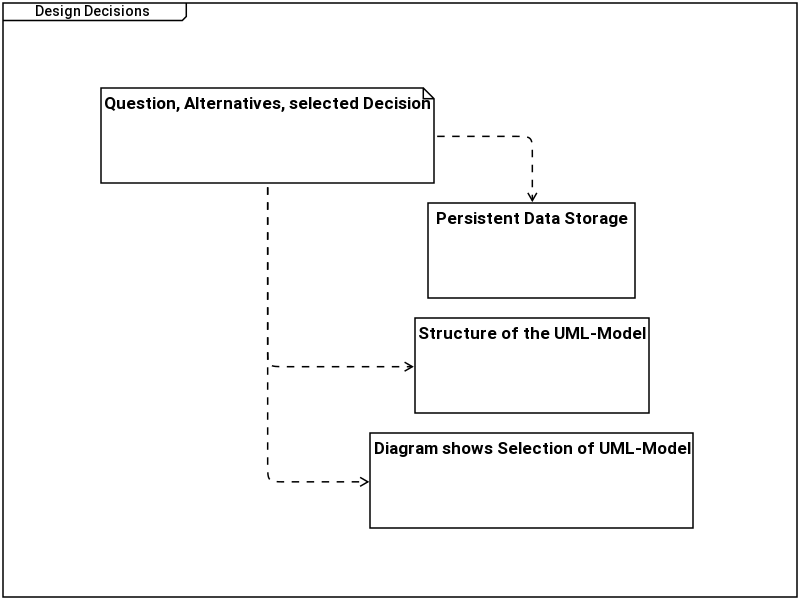 Design Decisions
Question, Alternatives, selected Decision
Persistent Data Storage
Structure of the UML-Model
Diagram shows Selection of UML-Model